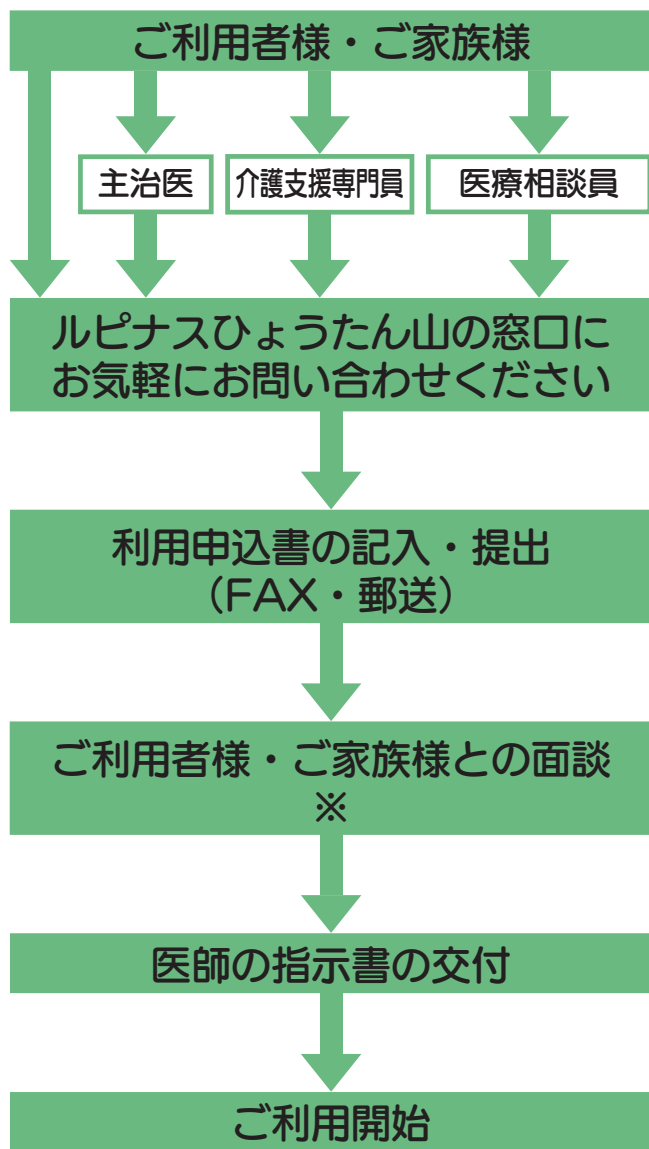 ご利用者様・ご家族様
主治医
介護支援専門員
医療相談員
ルピナスひょうたん山の窓口に
お気軽にお問い合わせください
利用申込書の記入・提出
（FAX・郵送）
ご利用者様・ご家族様との面談
※
医師の指示書の交付
ご利用開始